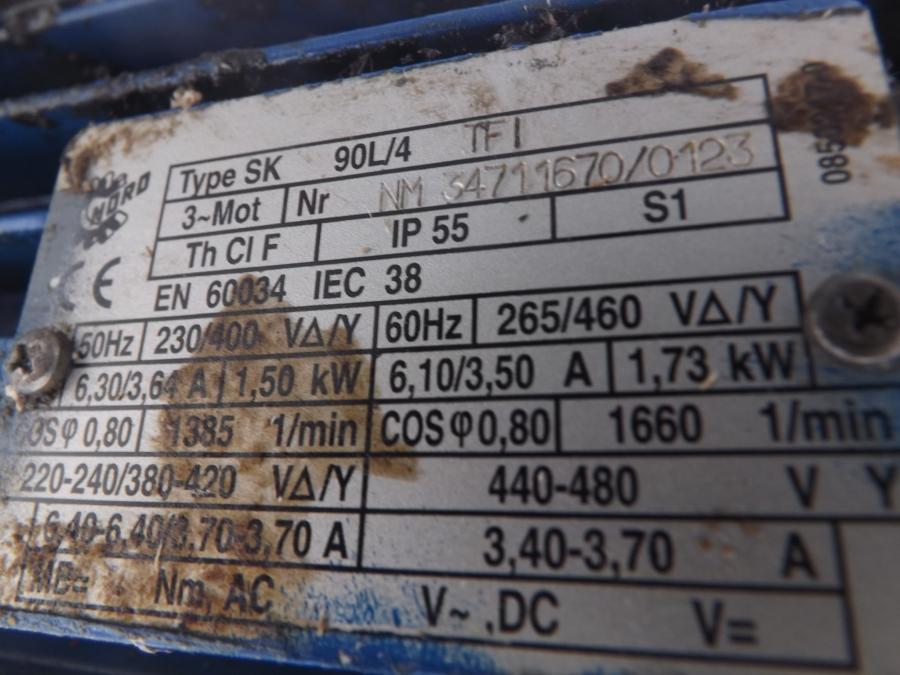 NORD
Type SK 90L/4 TF1
3~Mot Nr NM 34711670/0123
Th Cl F IP 55 S1
CE EN 60034 IEC 38
50Hz 230/400 VΔ/Y 60Hz 265/460 VΔ/Y
6,30/3,64 A 1,50 kW 6,10/3,50 A 1,73 kW
COS φ 0,80 1385 1/min COS φ 0,80 1660 1/min
220-240/380-420 VΔ/Y 440-480 V Y
6,40-6,40/3,70-3,70 A 3,40-3,70 A
MB= Nm, AC V~ ,DC V=